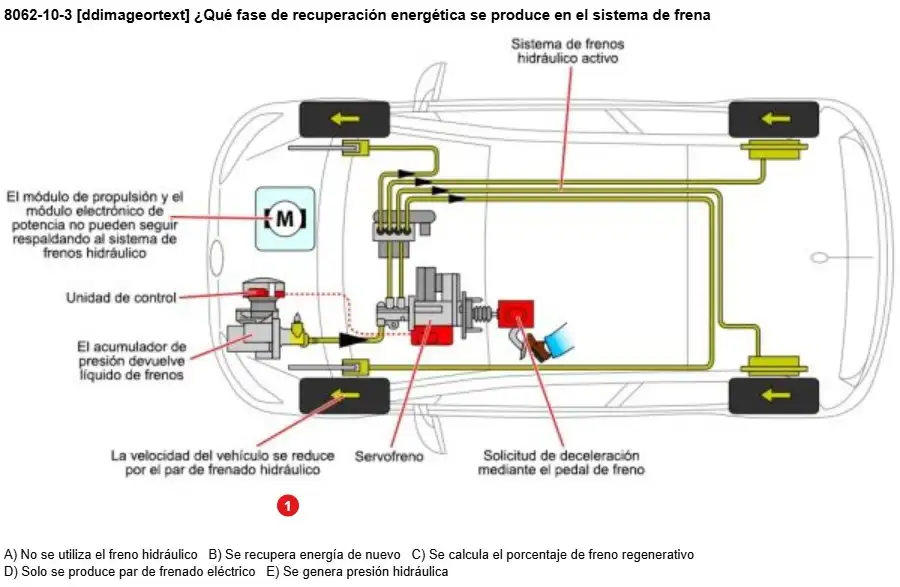 8062-10-3 [ddimageortext] ¿Qué fase de recuperación energética se produce en el sistema de frena
Sistema de frenos
hidráulico activo
El módulo de propulsión y el
módulo electrónico de
potencia no pueden seguir
respaldando al sistema de
frenos hidráulico
M
Unidad de control
El acumulador de
presión devuelve
líquido de frenos
La velocidad del vehículo se reduce
por el par de frenado hidráulico
Servofreno
Solicitud de deceleración
mediante el pedal de freno
1
A) No se utiliza el freno hidráulico B) Se recupera energía de nuevo C) Se calcula el porcentaje de freno regenerativo
D) Solo se produce par de frenado eléctrico E) Se genera presión hidráulica